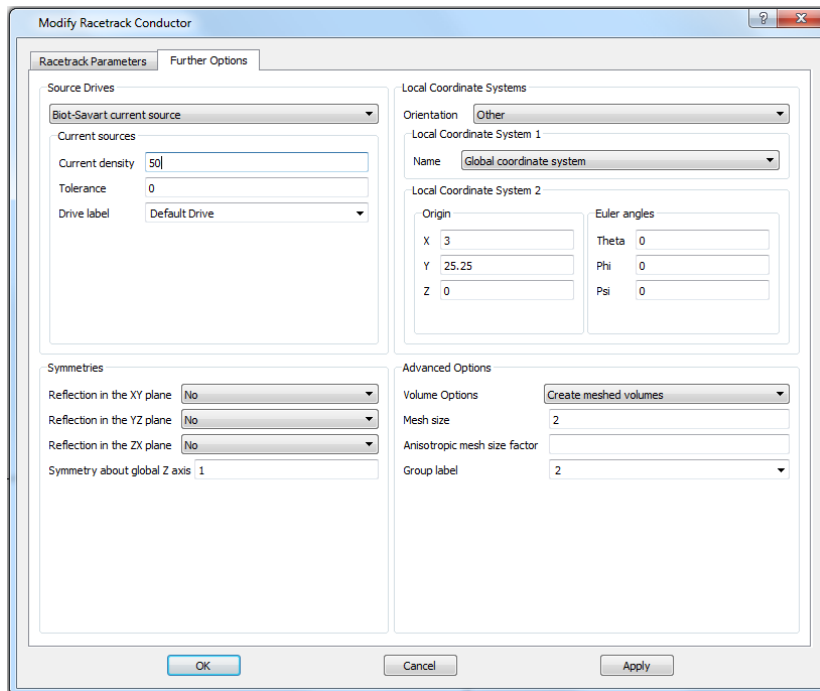 Modify Racetrack Conductor
?
X
Racetrack Parameters
Further Options
Source Drives
Biot-Savart current source
Current sources
Current density 50
Tolerance 0
Drive label Default Drive
Local Coordinate Systems
Orientation Other
Local Coordinate System 1
Name Global coordinate system
Local Coordinate System 2
Origin
X 3
Y 25.25
Z 0
Euler angles
Theta 0
Phi 0
Psi 0
Symmetries
Reflection in the XY plane No
Reflection in the YZ plane No
Reflection in the ZX plane No
Symmetry about global Z axis 1
Advanced Options
Volume Options Create meshed volumes
Mesh size 2
Anisotropic mesh size factor
Group label 2
OK
Cancel
Apply